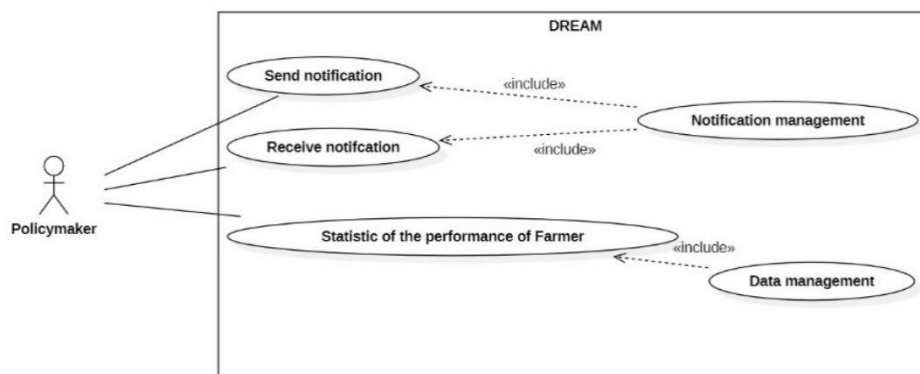 DREAM
Send notification
«include»
Notification management
Receive notifcation
«include»
Policymaker
Statistic of the performance of Farmer
«include»
Data management